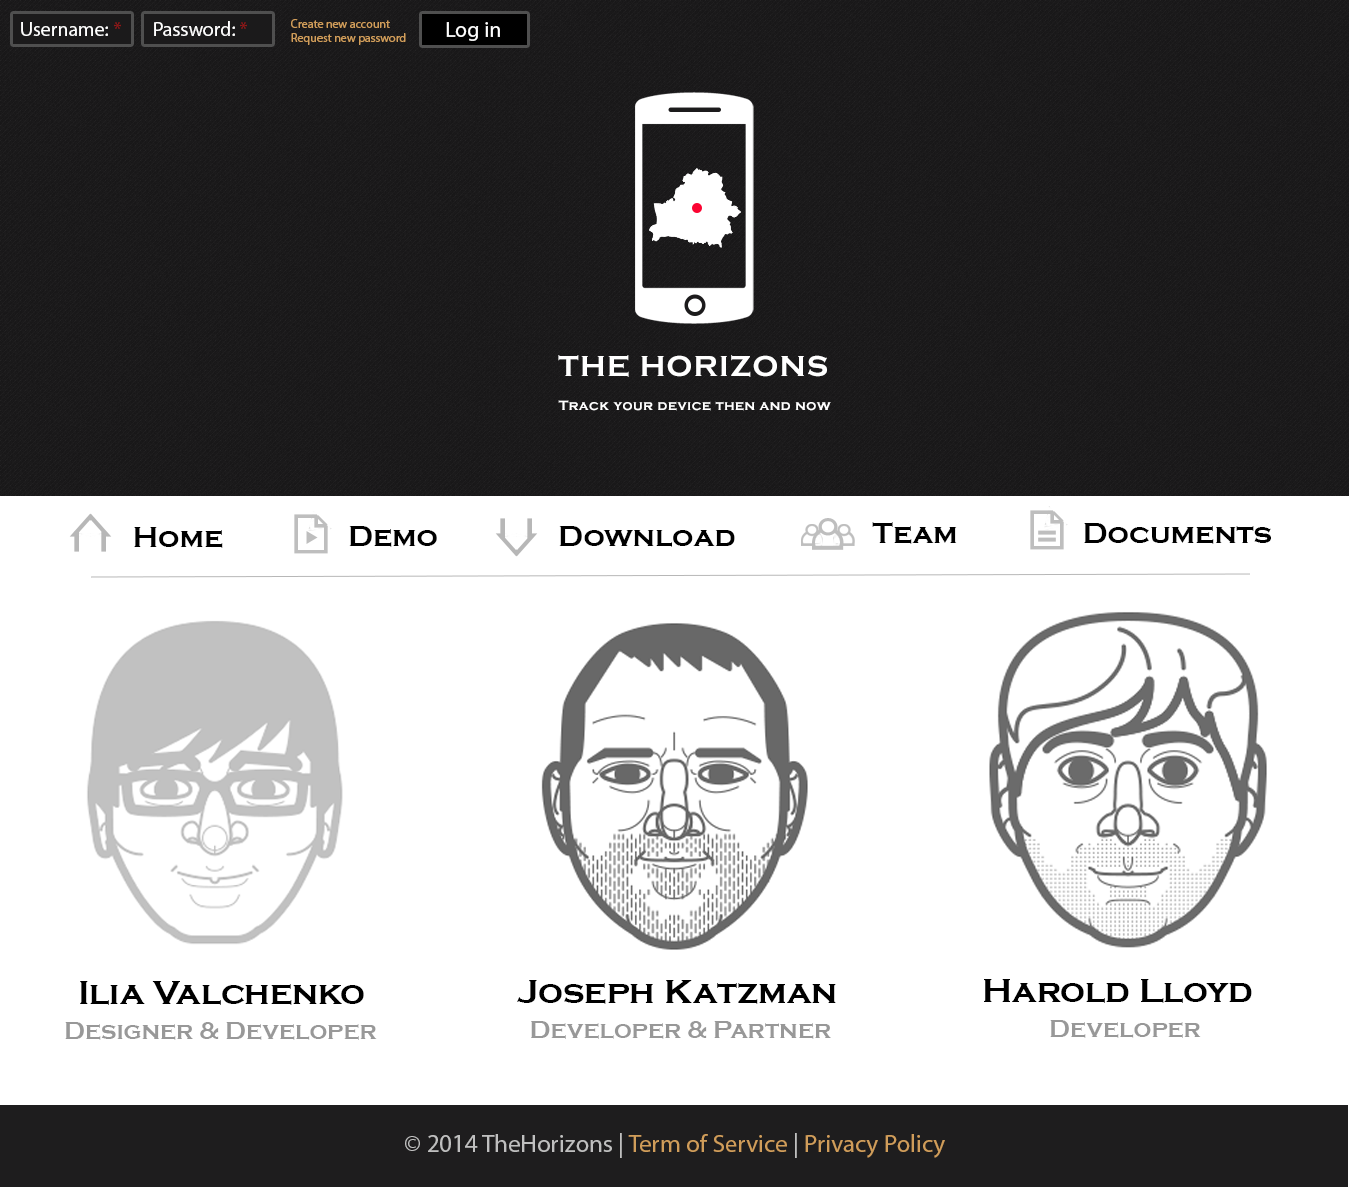 Username: *
Password: *
Create new account
Request new password
Log in
THE HORIZONS
TRACK YOUR DEVICE THEN AND NOW
HOME
DEMO
DOWNLOAD
TEAM
DOCUMENTS
ILIA VALCHENKO
DESIGNER & DEVELOPER
JOSEPH KATZMAN
DEVELOPER & PARTNER
HAROLD LLOYD
DEVELOPER
© 2014 TheHorizons | Term of Service | Privacy Policy